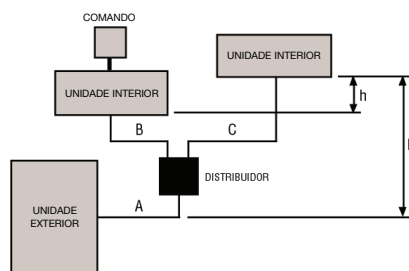 COMANDO
UNIDADE INTERIOR
UNIDADE INTERIOR
h
B
C
DISTRIBUIDOR
A
UNIDADE
EXTERIOR